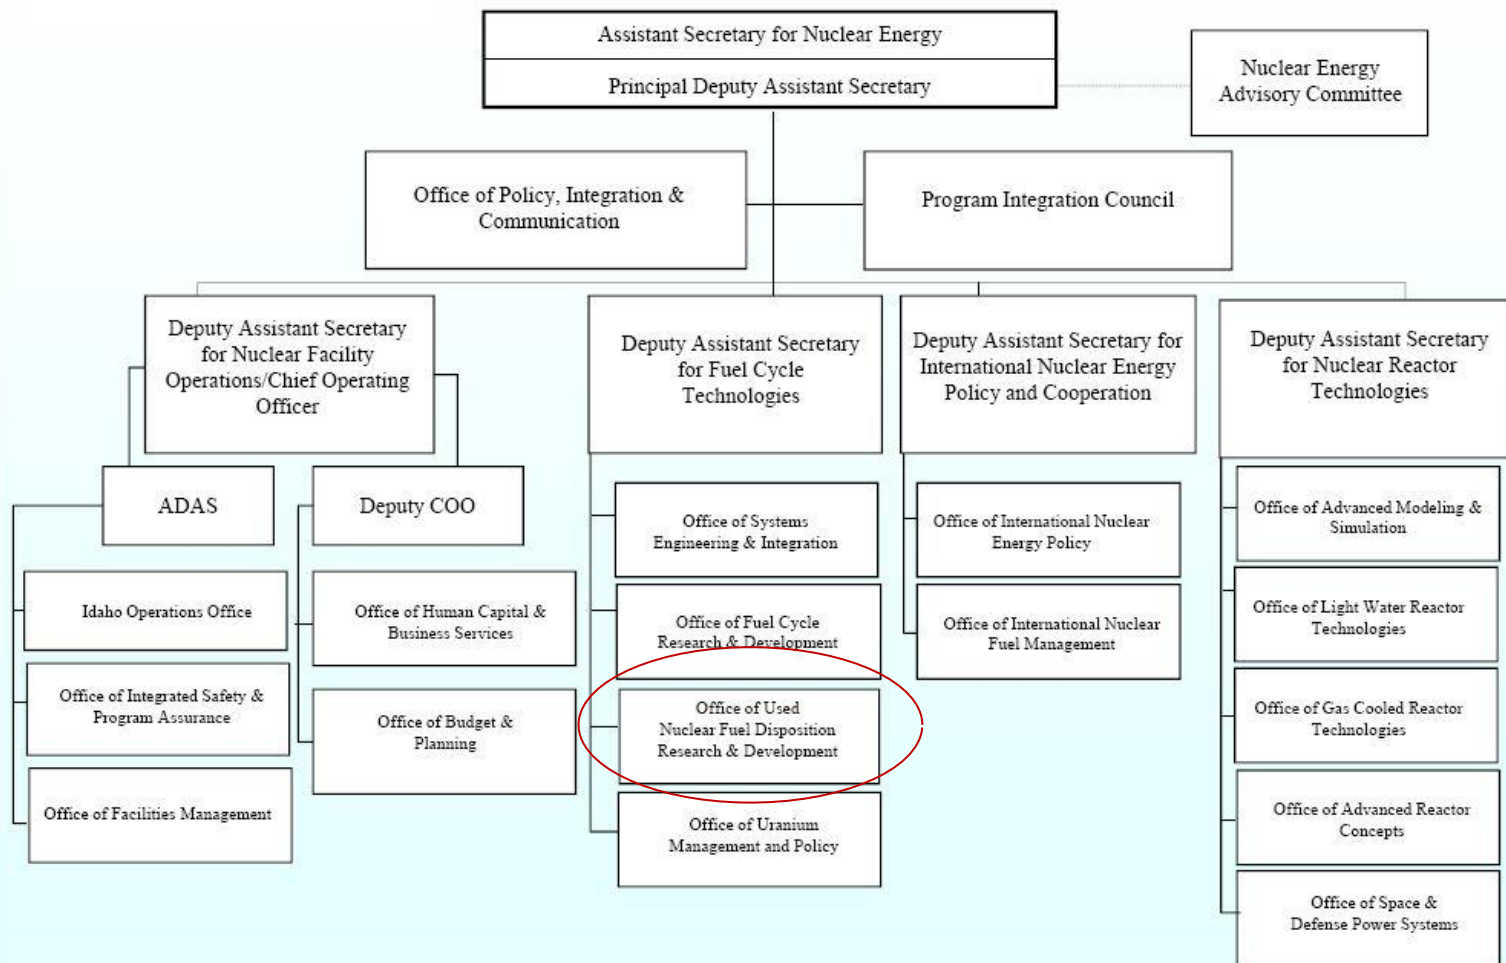 Assistant Secretary for Nuclear Energy
Principal Deputy Assistant Secretary
Nuclear Energy
Advisory Committee
Office of Policy, Integration &
Communication
Program Integration Council
Deputy Assistant Secretary
for Nuclear Facility
Operations/Chief Operating
Officer
Deputy Assistant Secretary
for Fuel Cycle
Technologies
Deputy Assistant Secretary for
International Nuclear Energy
Policy and Cooperation
Deputy Assistant Secretary
for Nuclear Reactor
Technologies
ADAS
Deputy COO
Idaho Operations Office
Office of Integrated Safety &
Program Assurance
Office of Facilities Management
Office of Human Capital &
Business Services
Office of Budget &
Planning
Office of Systems
Engineering & Integration
Office of Fuel Cycle
Research & Development
Office of Used
Nuclear Fuel Disposition
Research & Development
Office of Uranium
Management and Policy
Office of International Nuclear
Energy Policy
Office of International Nuclear
Fuel Management
Office of Advanced Modeling &
Simulation
Office of Light Water Reactor
Technologies
Office of Gas Cooled Reactor
Technologies
Office of Advanced Reactor
Concepts
Office of Space &
Defense Power Systems